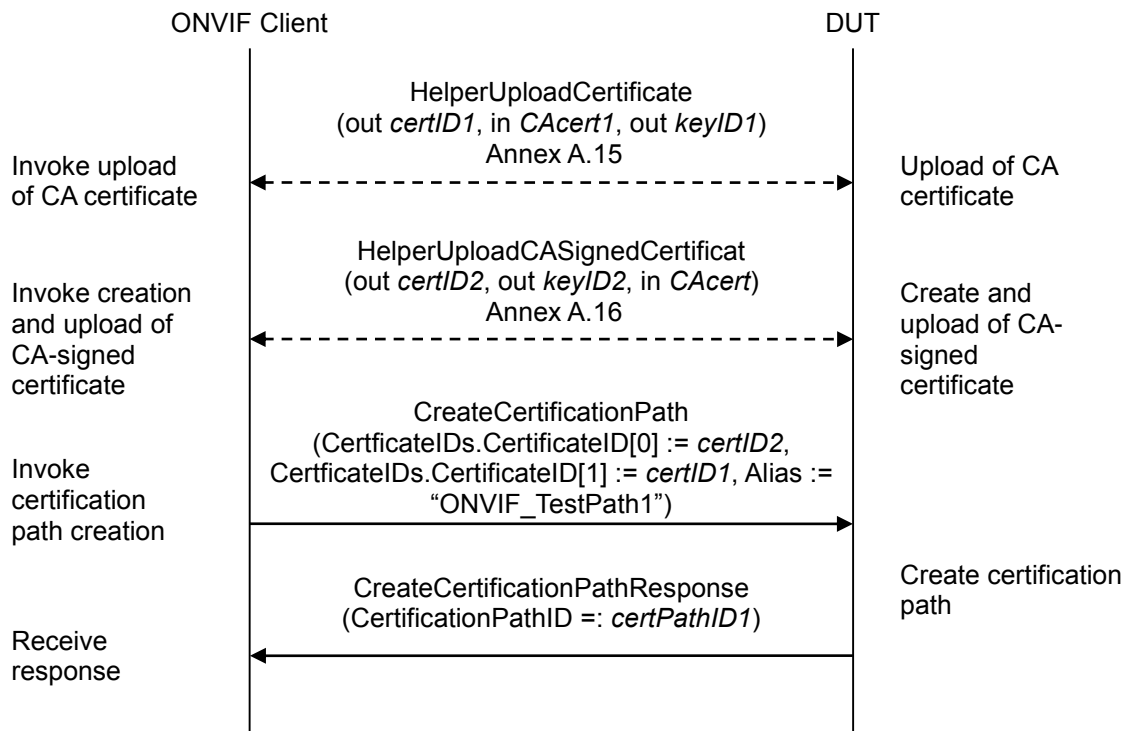 ONVIF Client
DUT
HelperUploadCertificate
(out certID1, in CAcert1, out keyID1)
Annex A.15
Invoke upload
of CA certificate
Upload of CA
certificate
HelperUploadCASignedCertificat
(out certID2, out keyID2, in CAcert)
Annex A.16
Invoke creation
and upload of
CA-signed
certificate
Create and
upload of CA-
signed
certificate
CreateCertificationPath
(CertficateIDs.CertificateID[0] := certID2,
CertficateIDs.CertificateID[1] := certID1, Alias :=
“ONVIF_TestPath1”)
Invoke
certification
path creation
CreateCertificationPathResponse
(CertificationPathID =: certPathID1)
Create certification
path
Receive
response